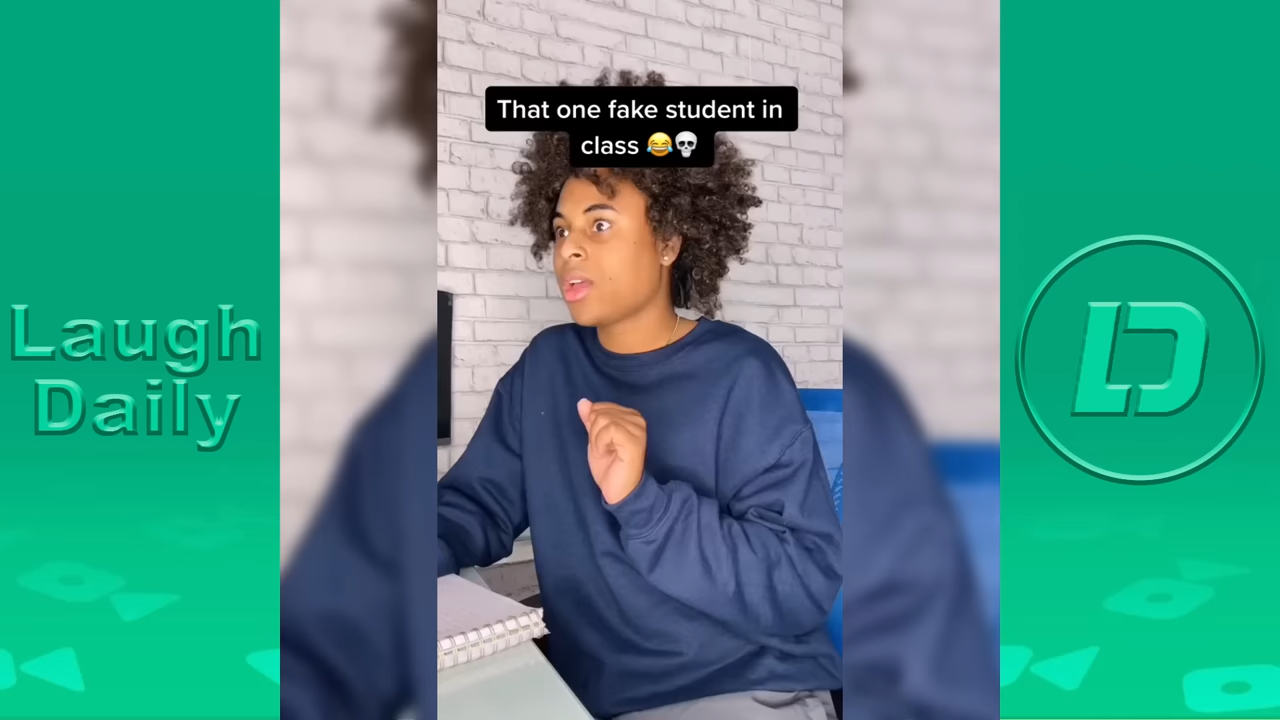 Laugh
Daily
That one fake student in
class 😂💀
LD